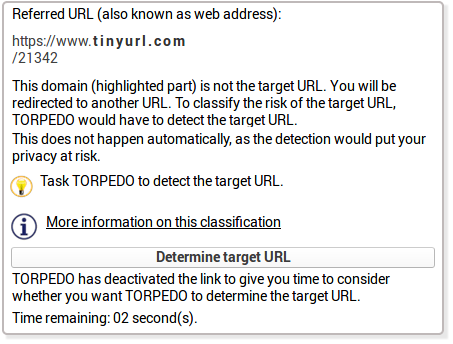 Referred URL (also known as web address):
https://www.tinyurl.com
/21342
This domain (highlighted part) is not the target URL. You will be
redirected to another URL. To classify the risk of the target URL,
TORPEDO would have to detect the target URL.
This does not happen automatically, as the detection would put your
privacy at risk.
Task TORPEDO to detect the target URL.
More information on this classification
Determine target URL
TORPEDO has deactivated the link to give you time to consider
whether you want TORPEDO to determine the target URL.
Time remaining: 02 second(s).